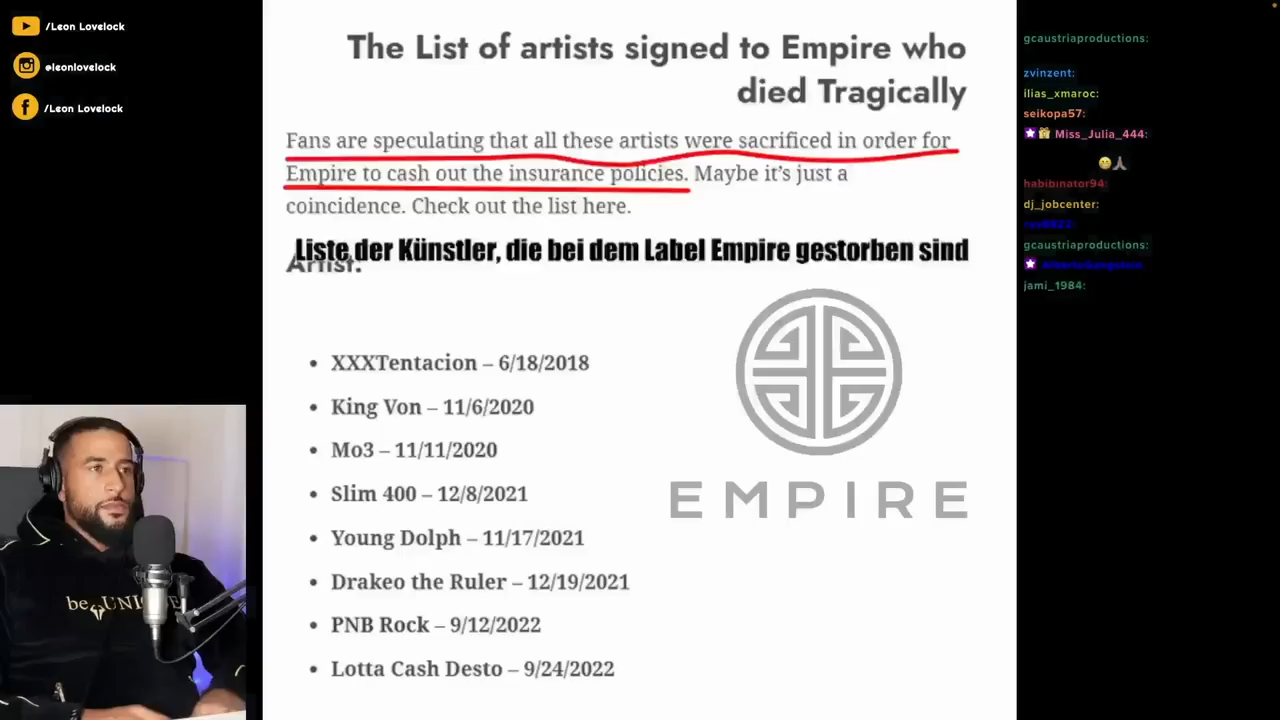 /Leon Lovelock
@leonlovelock
/Leon Lovelock
The List of artists signed to Empire who
died Tragically
Fans are speculating that all these artists were sacrificed in order for
Empire to cash out the insurance policies. Maybe it's just a
coincidence. Check out the list here.
Liste der Künstler, die bei dem Label Empire gestorben sind
Artist:
• XXXTentacion – 6/18/2018
• King Von – 11/6/2020
• Mo3 – 11/11/2020
• Slim 400 – 12/8/2021
• Young Dolph – 11/17/2021
• Drakeo the Ruler – 12/19/2021
• PNB Rock – 9/12/2022
• Lotta Cash Desto – 9/24/2022
EMPIRE
be UNIQUE
gcaustriaproductions:
zvinzent:
ilias_xmaroc:
seikopa57:
Miss_Julia_444:
habibinator94:
dj_jobcenter:
gcaustriaproductions:
jami_1984: